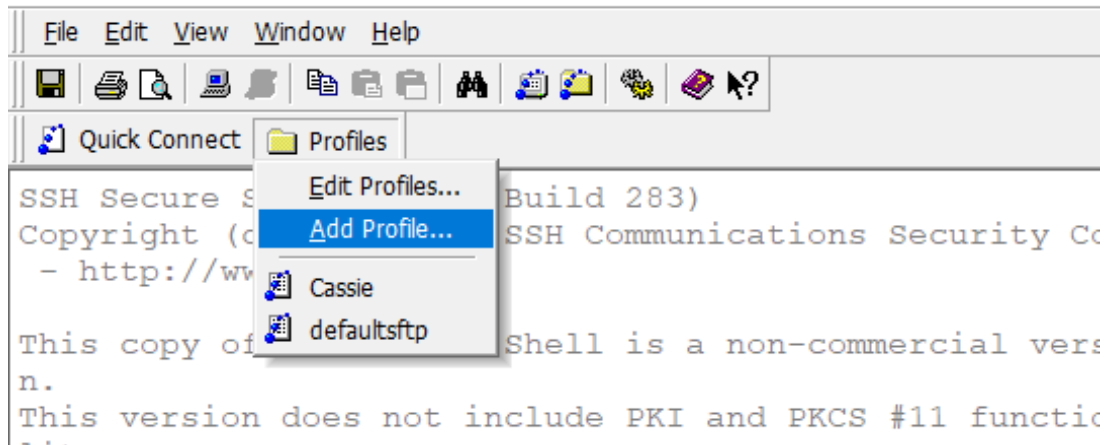 File Edit View Window Help
Quick Connect Profiles
Edit Profiles...
Add Profile...
Cassie
defaultsftp
SSH Secure S Build 283)
Copyright ( SSH Communications Security Co
- http://ww
This copy of Shell is a non-commercial vers
n.
This version does not include PKI and PKCS #11 functio